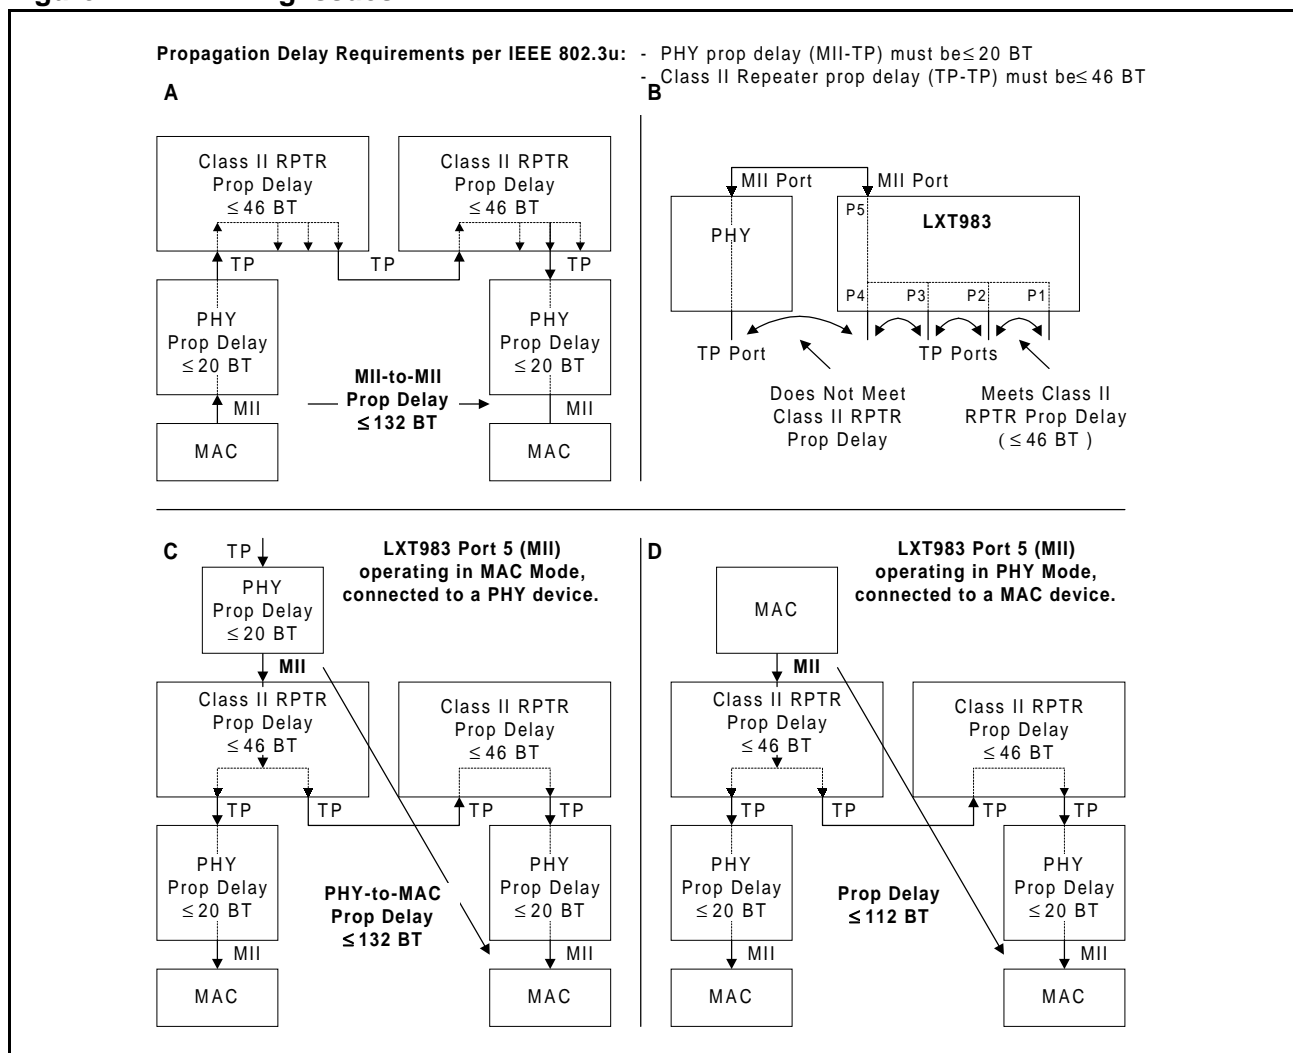 Propagation Delay Requirements per IEEE 802.3u: - PHY prop delay (MII-TP) must be≤ 20 BT
- Class II Repeater prop delay (TP-TP) must be≤ 46 BT
A
Class II RPTR
Prop Delay
≤ 46 BT
Class II RPTR
Prop Delay
≤ 46 BT
TP
TP
TP
PHY
Prop Delay
≤ 20 BT
PHY
Prop Delay
≤ 20 BT
MII-to-MII
Prop Delay
≤ 132 BT
MII
MII
MAC
MAC
B
MII Port
MII Port
PHY
P5
LXT983
P4
P3
P2
P1
TP Port
TP Ports
Does Not Meet
Class II RPTR
Prop Delay
Meets Class II
RPTR Prop Delay
( ≤ 46 BT )
C
TP
LXT983 Port 5 (MII)
operating in MAC Mode,
connected to a PHY device.
PHY
Prop Delay
≤ 20 BT
MII
Class II RPTR
Prop Delay
≤ 46 BT
Class II RPTR
Prop Delay
≤ 46 BT
TP
TP
TP
TP
PHY
Prop Delay
≤ 20 BT
PHY-to-MAC
Prop Delay
≤ 132 BT
PHY
Prop Delay
≤ 20 BT
MII
MII
MAC
MAC
D
LXT983 Port 5 (MII)
operating in PHY Mode,
connected to a MAC device.
MAC
MII
Class II RPTR
Prop Delay
≤ 46 BT
Class II RPTR
Prop Delay
≤ 46 BT
TP
TP
TP
TP
PHY
Prop Delay
≤ 20 BT
Prop Delay
≤ 112 BT
PHY
Prop Delay
≤ 20 BT
MII
MII
MAC
MAC